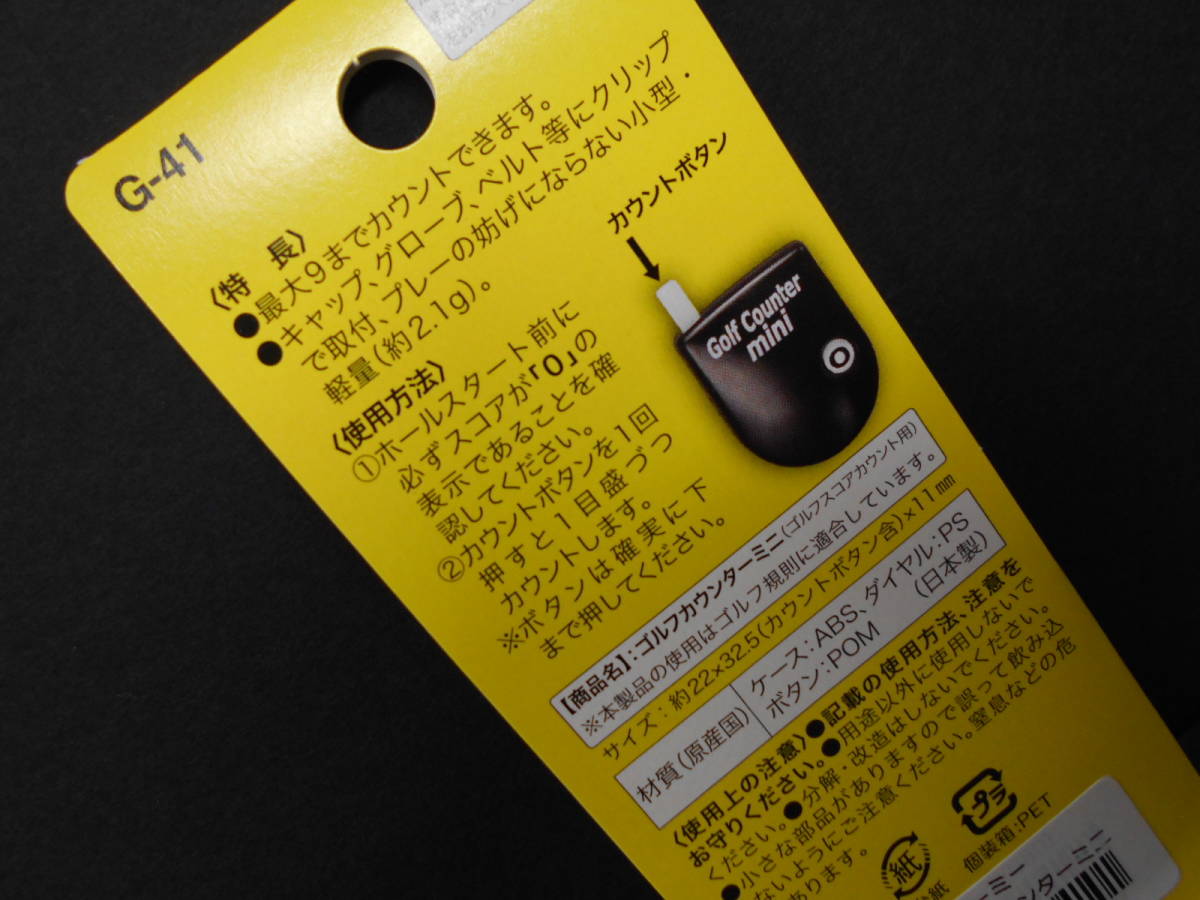 G-41
〈特 長〉
●最大9までカウントできます。
●キャップ、グローブ、ベルト等にクリップ
で取付、プレーの妨げにならない小型・
軽量(約2.1g)。
〈使用方法〉
①ホールスタート前に
必ずスコアが「0」の
表示であることを確
認してください。
②カウントボタンを1回
押すと1目盛づつ
カウントします。
※ボタンは確実に下
まで押してください。
カウントボタン
Golf Counter
mini
0
【商品名】:ゴルフカウンターミニ(ゴルフスコアカウント用)
※本製品の使用はゴルフ規則に適合しています。
サイズ:約22×32.5(カウントボタン含)×11mm
材質(原産国)
ケース:ABS、ダイヤル:PS
ボタン:POM (日本製)
〈使用上の注意〉●記載の使用方法、注意を
お守りください。●用途以外に使用しないで
ください。●分解・改造はしないでください。
●小さな部品がありますので誤って飲み込
まないようにご注意ください。窒息などの危
あります。
紙
プラ
個装箱:PET
ンターミニ